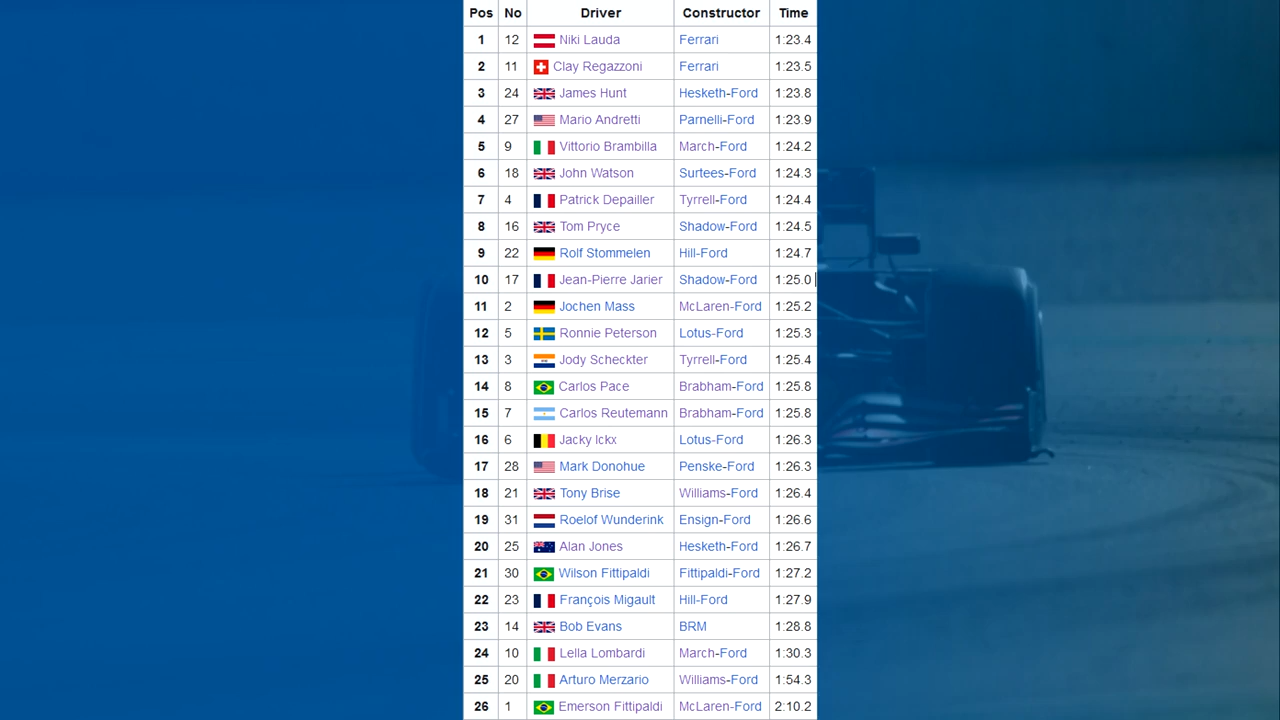 Pos No Driver Constructor Time
1 12 Niki Lauda Ferrari 1:23.4
2 11 Clay Regazzoni Ferrari 1:23.5
3 24 James Hunt Hesketh-Ford 1:23.8
4 27 Mario Andretti Parnelli-Ford 1:23.9
5 9 Vittorio Brambilla March-Ford 1:24.2
6 18 John Watson Surtees-Ford 1:24.3
7 4 Patrick Depailler Tyrrell-Ford 1:24.4
8 16 Tom Pryce Shadow-Ford 1:24.5
9 22 Rolf Stommelen Hill-Ford 1:24.7
10 17 Jean-Pierre Jarier Shadow-Ford 1:25.0
11 2 Jochen Mass McLaren-Ford 1:25.2
12 5 Ronnie Peterson Lotus-Ford 1:25.3
13 3 Jody Scheckter Tyrrell-Ford 1:25.4
14 8 Carlos Pace Brabham-Ford 1:25.8
15 7 Carlos Reutemann Brabham-Ford 1:25.8
16 6 Jacky Ickx Lotus-Ford 1:26.3
17 28 Mark Donohue Penske-Ford 1:26.3
18 21 Tony Brise Williams-Ford 1:26.4
19 31 Roelof Wunderink Ensign-Ford 1:26.6
20 25 Alan Jones Hesketh-Ford 1:26.7
21 30 Wilson Fittipaldi Fittipaldi-Ford 1:27.2
22 23 François Migault Hill-Ford 1:27.9
23 14 Bob Evans BRM 1:28.8
24 10 Lella Lombardi March-Ford 1:30.3
25 20 Arturo Merzario Williams-Ford 1:54.3
26 1 Emerson Fittipaldi McLaren-Ford 2:10.2